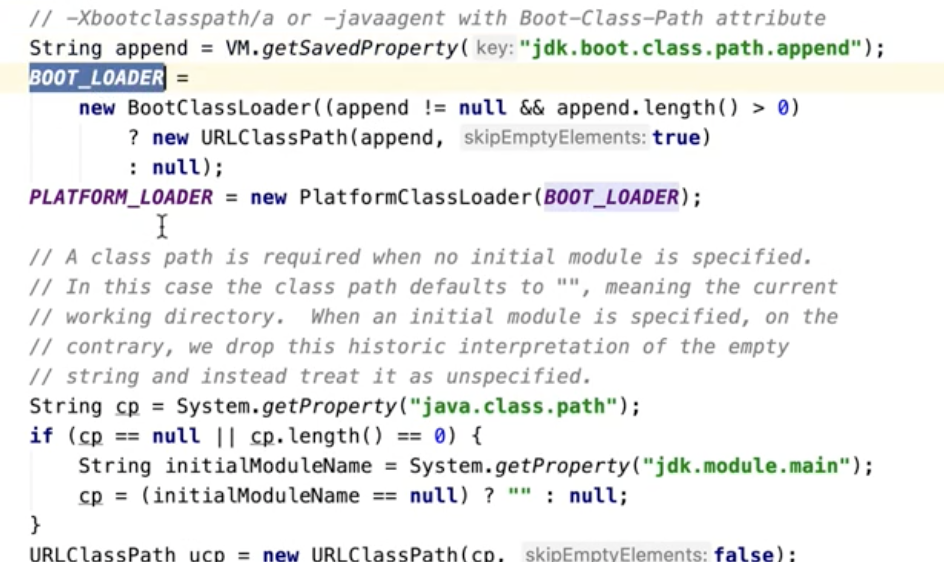 // -Xbootclasspath/a or -javaagent with Boot-Class-Path attribute
String append = VM.getSavedProperty( key: "jdk.boot.class.path.append");
BOOT_LOADER =
    new BootClassLoader((append != null && append.length() > 0)
        ? new URLClassPath(append, skipEmptyElements: true)
        : null);
PLATFORM_LOADER = new PlatformClassLoader(BOOT_LOADER);
// A class path is required when no initial module is specified.
// In this case the class path defaults to "", meaning the current
// working directory.  When an initial module is specified, on the
// contrary, we drop this historic interpretation of the empty
// string and instead treat it as unspecified.
String cp = System.getProperty("java.class.path");
if (cp == null || cp.length() == 0) {
    String initialModuleName = System.getProperty("jdk.module.main");
    cp = (initialModuleName == null) ? "" : null;
}
URLClassPath ucp = new URLClassPath(cp, skipEmptyElements: false);